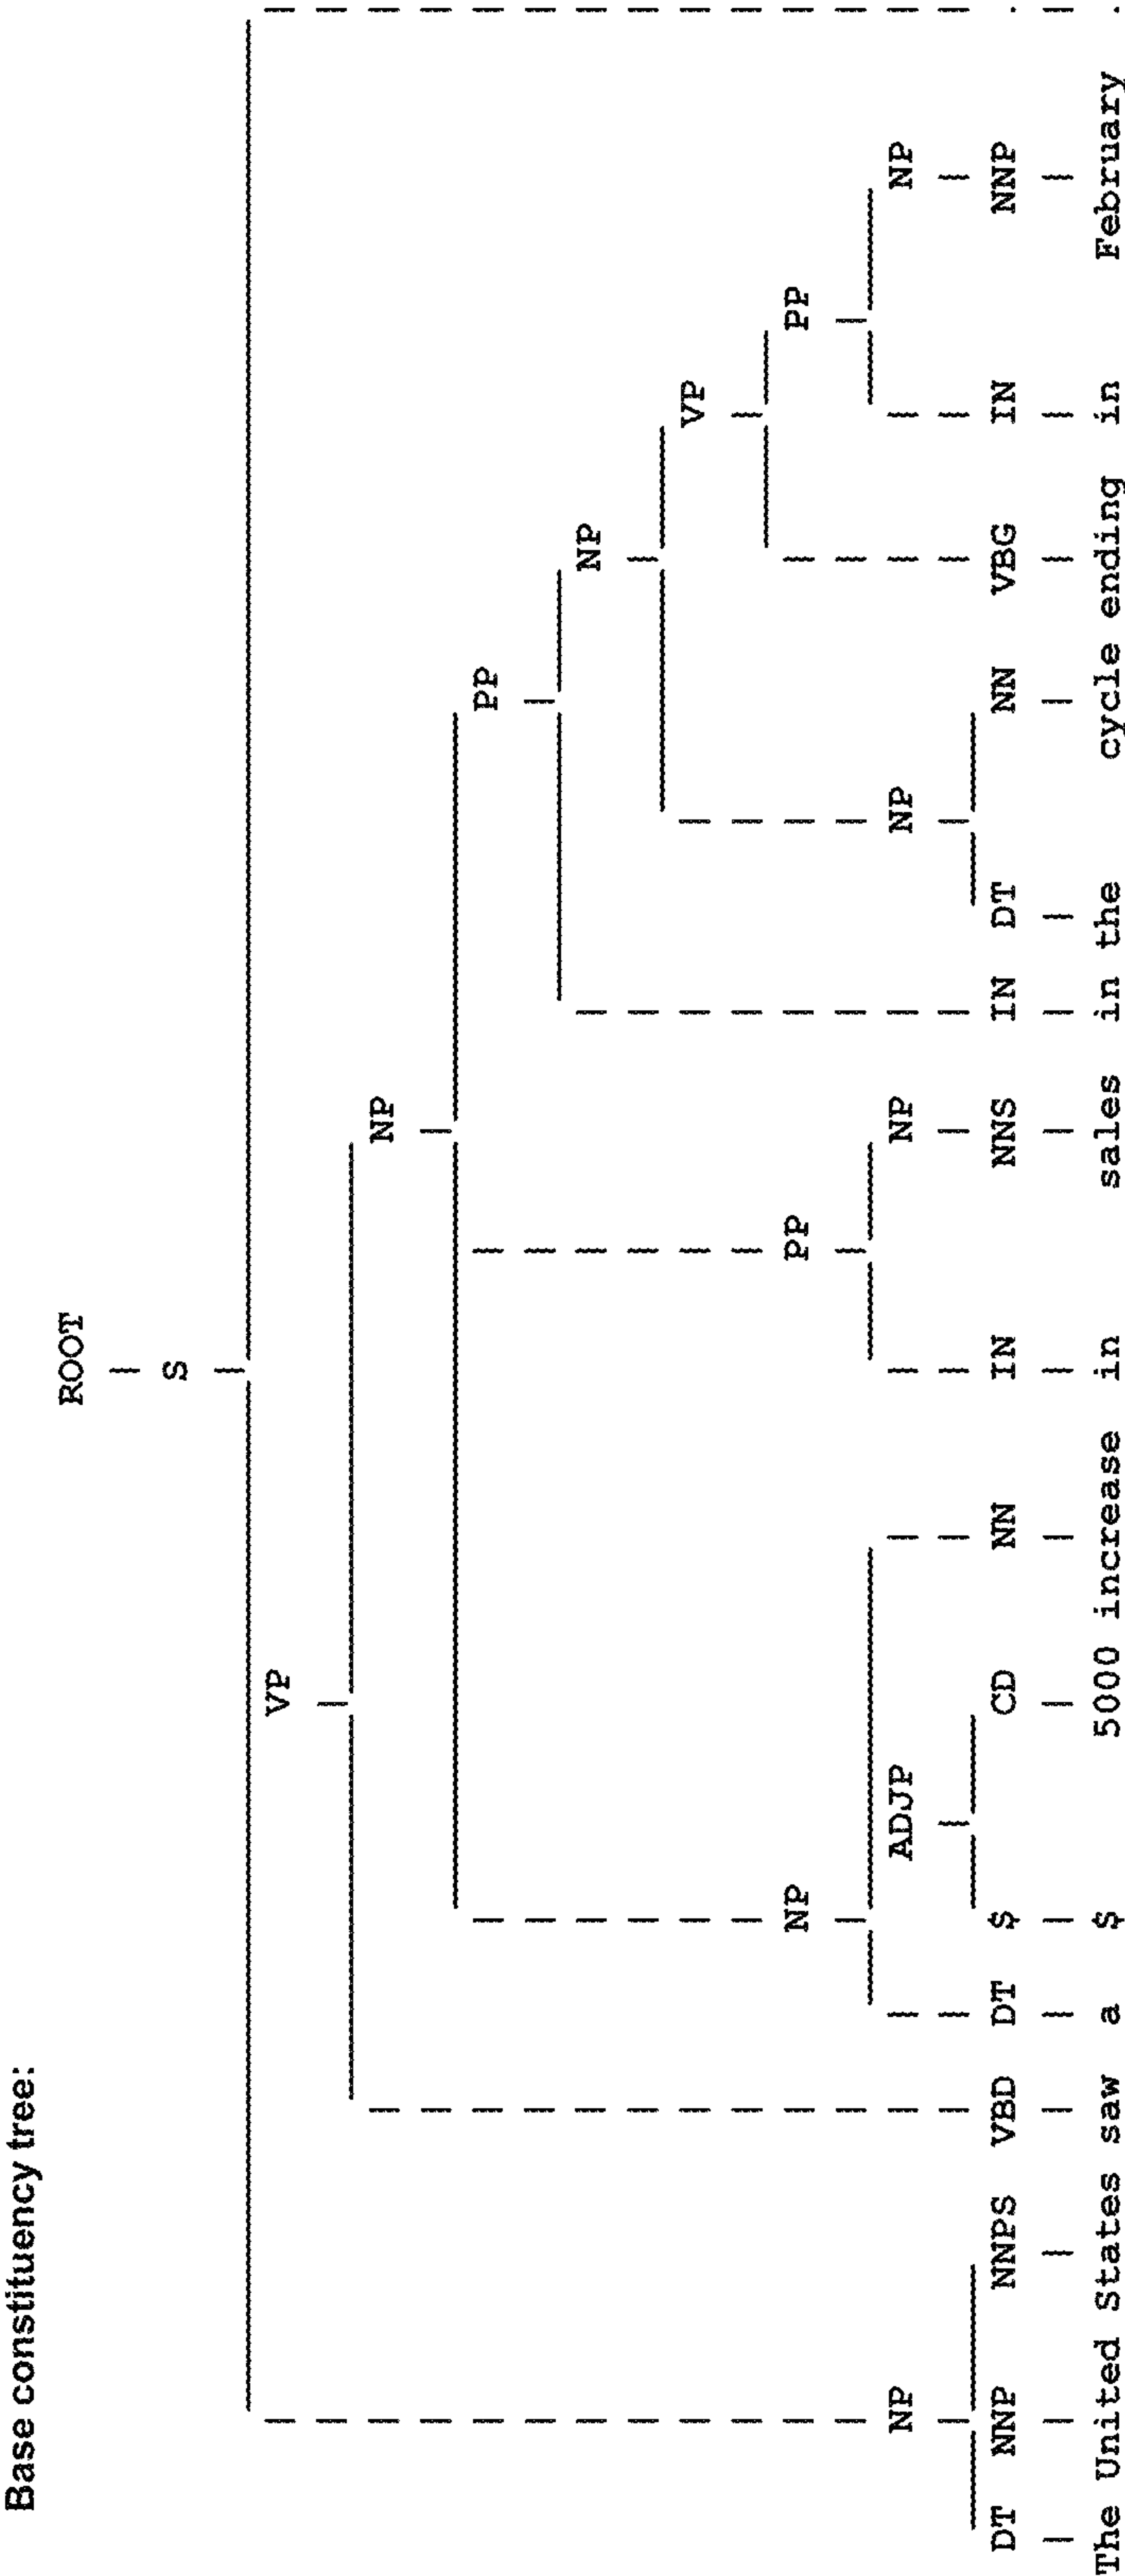 Base constituency tree:
ROOT
S
VP
NP
PP
NP
VP
NP PP PP
NP ADJP NP NP NP
DT NNP NNPS VBD DT $ CD NN IN NNS IN DT NN VBG IN NNP .
The United States saw a $ 5000 increase in sales in the cycle ending in February .